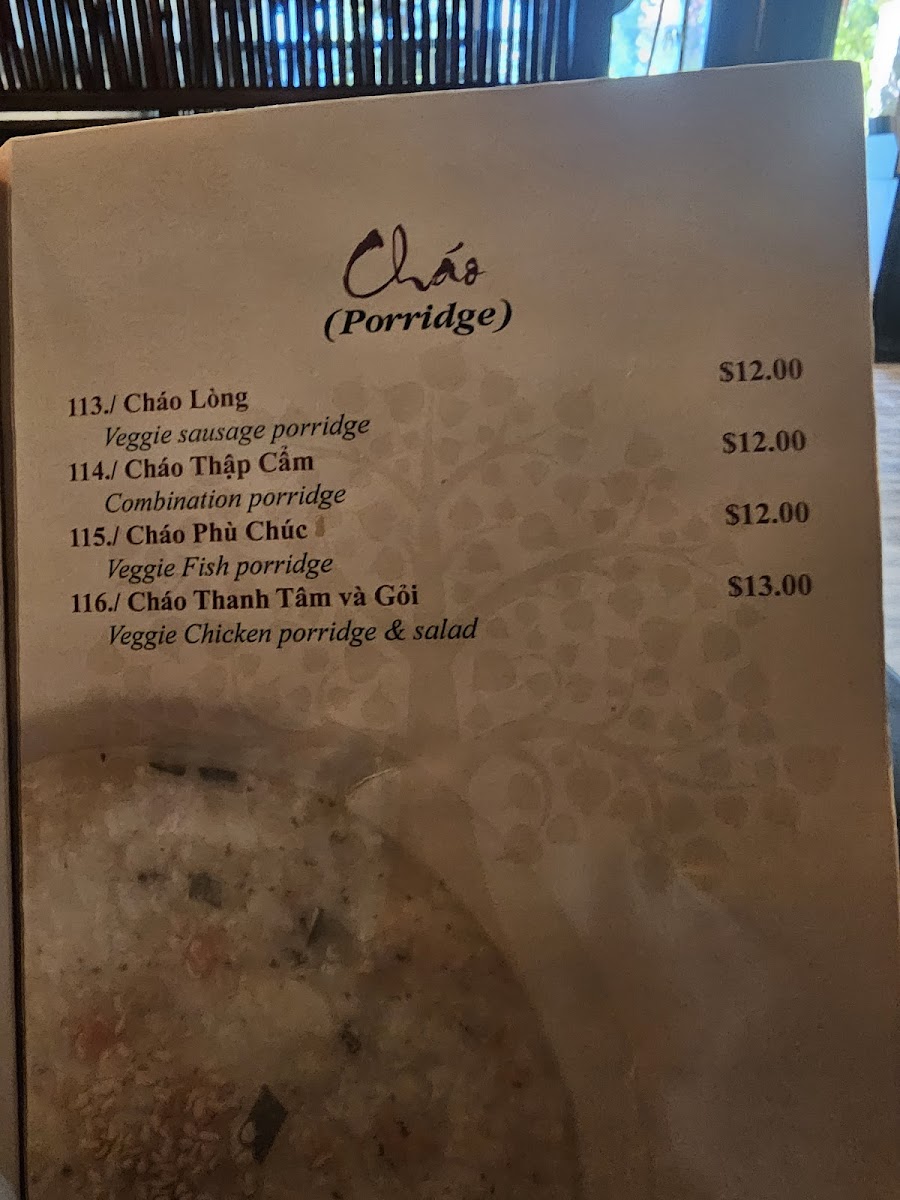 Cháo
(Porridge)
113./ Cháo Lòng $12.00
Veggie sausage porridge
114./ Cháo Thập Cẩm $12.00
Combination porridge
115./ Cháo Phù Chúc $12.00
Veggie Fish porridge
116./ Cháo Thanh Tâm và Gỏi $13.00
Veggie Chicken porridge & salad